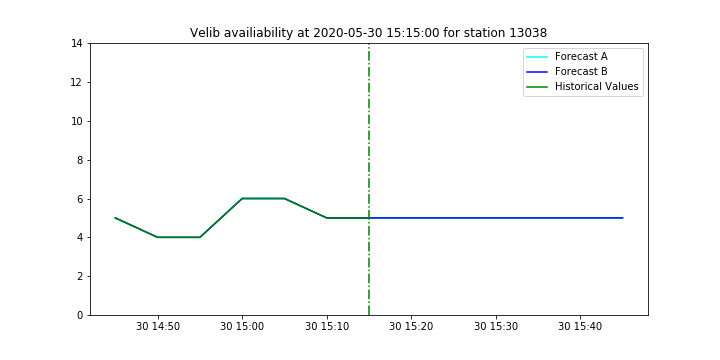 Velib availiability at 2020-05-30 15:15:00 for station 13038
14
12
10
8
6
4
2
0
Forecast A
Forecast B
Historical Values
30 14:50 30 15:00 30 15:10 30 15:20 30 15:30 30 15:40